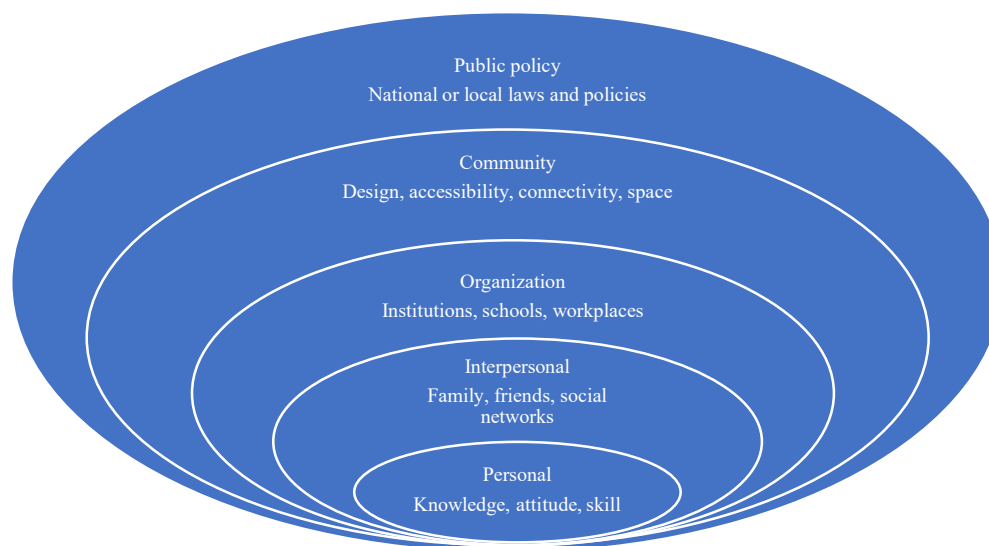 Public policy
National or local laws and policies
Community
Design, accessibility, connectivity, space
Organization
Institutions, schools, workplaces
Interpersonal
Family, friends, social
networks
Personal
Knowledge, attitude, skill